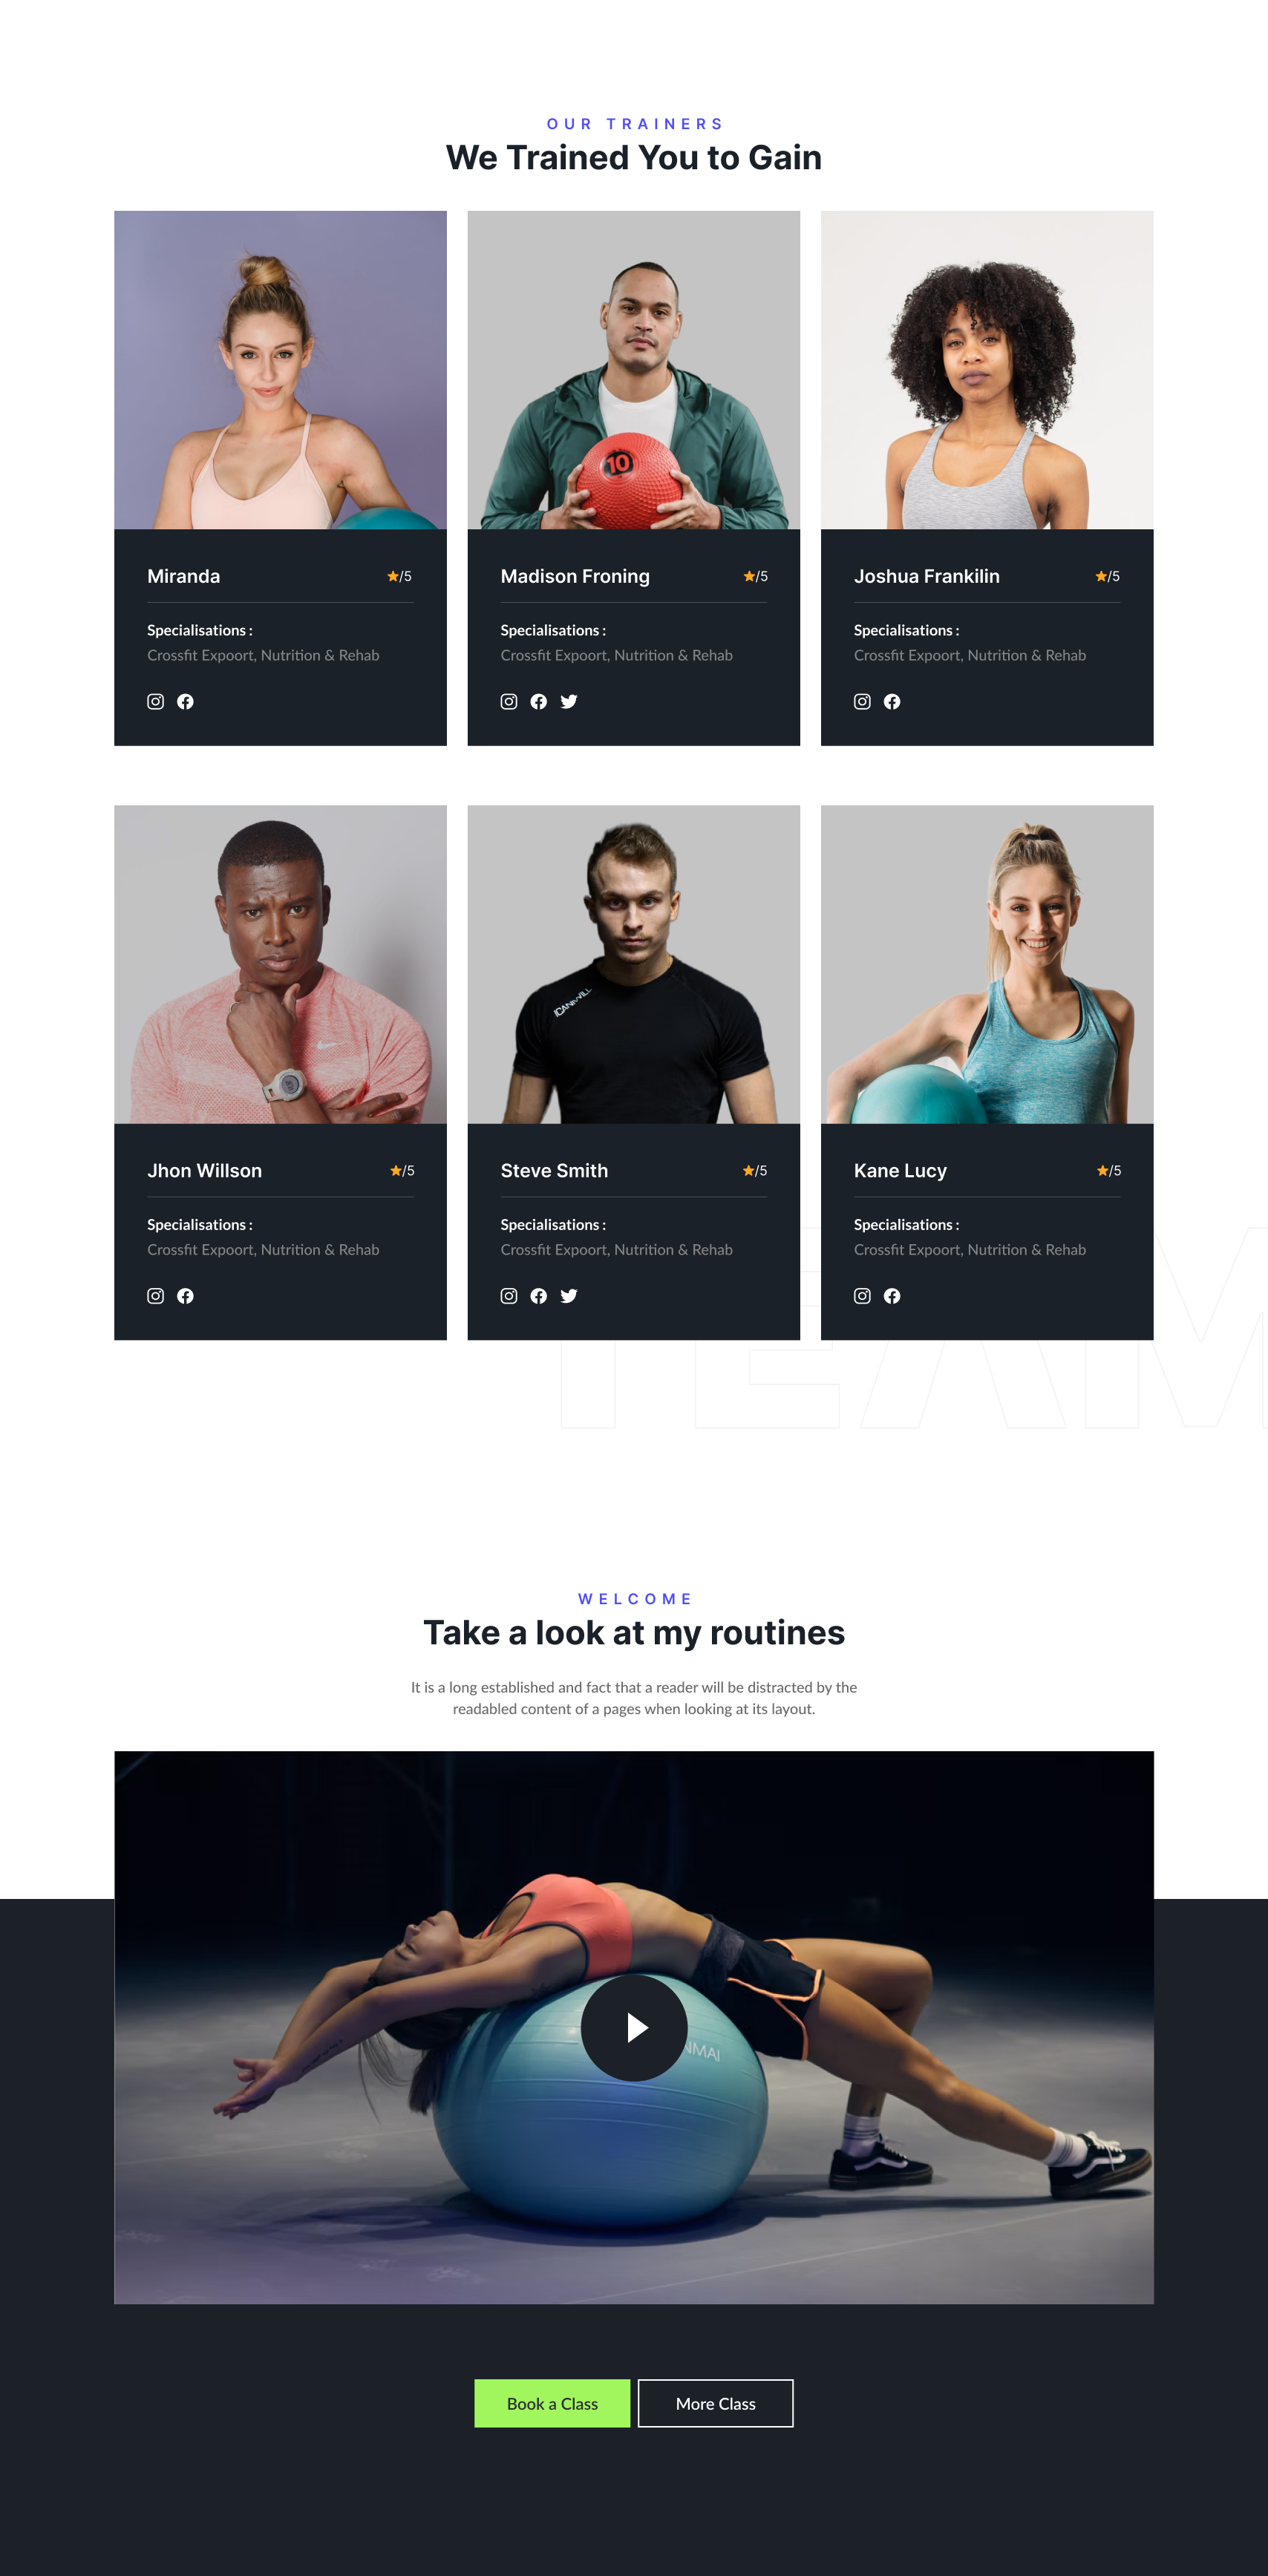 OUR TRAINERS
We Trained You to Gain
10
Miranda
/5
Specialisations :
Crossfit Expoort, Nutrition & Rehab
Madison Froning
/5
Specialisations :
Crossfit Expoort, Nutrition & Rehab
Joshua Frankilin
/5
Specialisations :
Crossfit Expoort, Nutrition & Rehab
ICANIWILL
Jhon Willson
/5
Specialisations :
Crossfit Expoort, Nutrition & Rehab
Steve Smith
/5
Specialisations :
Crossfit Expoort, Nutrition & Rehab
Kane Lucy
/5
Specialisations :
Crossfit Expoort, Nutrition & Rehab
TEAM
WELCOME
Take a look at my routines
It is a long established and fact that a reader will be distracted by the
readabled content of a pages when looking at its layout.
NMAI
Book a Class
More Class